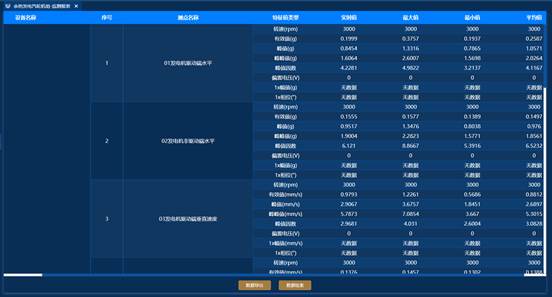 余热发电汽轮机组-监测报表
设备名称 序号 测点名称 特征值类型 实时值 最大值 最小值 平均值
1 01发电机驱动端水平
转速(rpm) 3000 3000 3000 3000
有效值(g) 0.1999 0.3757 0.1937 0.2587
峰值(g) 0.8454 1.3316 0.7865 1.0571
峰峰值(g) 1.6064 2.6007 1.5698 2.0264
峰值因数 4.2281 4.9822 3.2137 4.1167
偏置电压(V) 0 0 0 0
1x幅值(g) 无数据 无数据 无数据 无数据
1x相位(°) 无数据 无数据 无数据 无数据
2 02发电机非驱动端水平
转速(rpm) 3000 3000 3000 3000
有效值(g) 0.1555 0.1577 0.1389 0.1497
峰值(g) 0.9517 1.3476 0.8038 0.976
峰峰值(g) 1.9004 2.2823 1.5771 1.8561
峰值因数 6.121 8.8667 5.3916 6.5232
偏置电压(V) 0 0 0 0
1x幅值(g) 无数据 无数据 无数据 无数据
1x相位(°) 无数据 无数据 无数据 无数据
3 03发电机驱动端垂直速度
转速(rpm) 3000 3000 3000 3000
有效值(mm/s) 0.9793 1.2261 0.5686 0.8812
峰值(mm/s) 2.9067 3.6757 1.8451 2.6897
峰峰值(mm/s) 5.7873 7.0854 3.667 5.3015
峰值因数 2.9681 4.031 2.6004 3.0828
偏置电压(V) 0 0 0 0
1x幅值(mm/s) 无数据 无数据 无数据 无数据
1x相位(°) 无数据 无数据 无数据 无数据
转速(rpm) 3000 3000 3000 3000
有效值(mm/s) 0.1376 0.1457 0.1302 0.1388
数据导出 数据结束